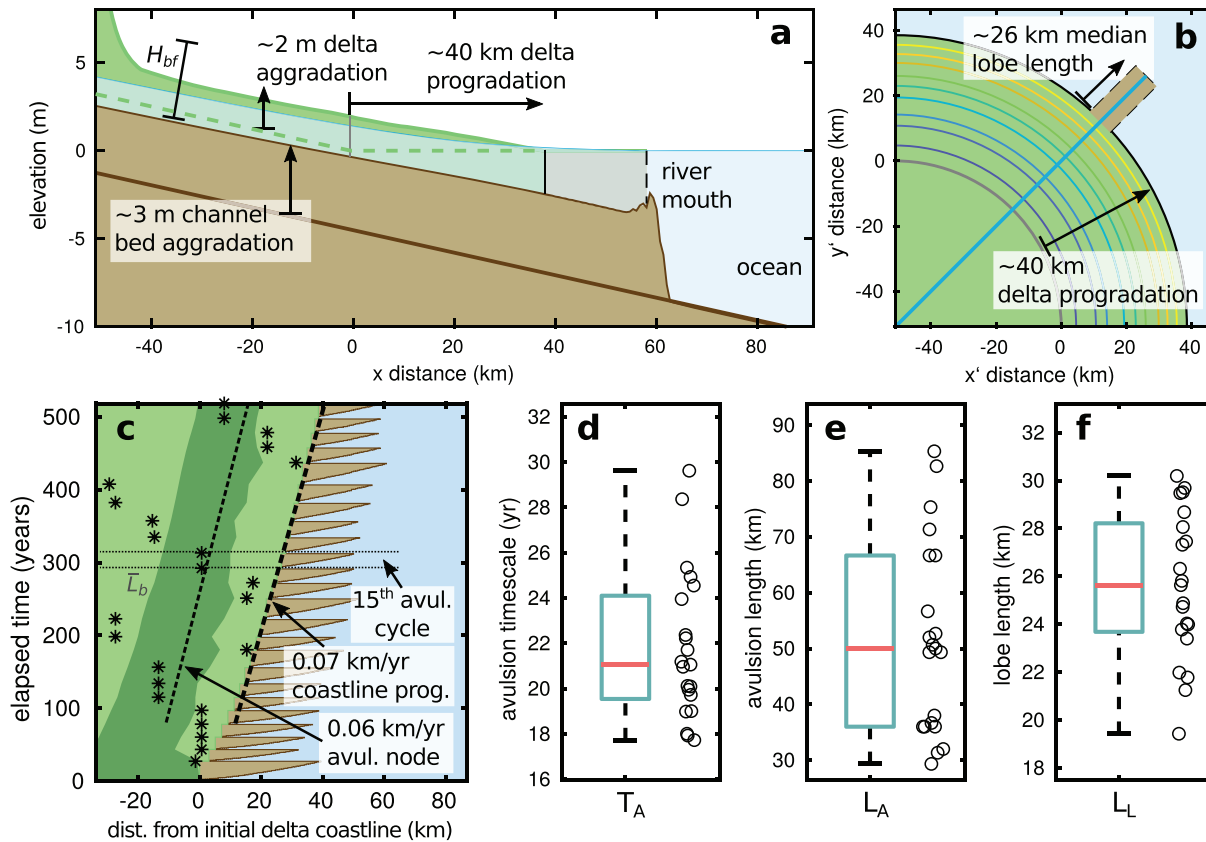 a
H_bf
~2 m delta
aggradation
~40 km delta
progradation
~3 m channel
bed aggradation
river
mouth
ocean
elevation (m)
5
0
-5
-10
-40
-20
0
20
40
60
80
x distance (km)
b
~26 km median
lobe length
~40 km
delta progradation
y' distance (km)
40
20
0
-20
-40
-40
-20
0
20
40
x' distance (km)
c
elapsed time (years)
500
400
300
200
100
0
L̅_b
15th avul.
cycle
0.07 km/yr
coastline prog.
0.06 km/yr
avul. node
-20
0
20
40
60
80
dist. from initial delta coastline (km)
d
avulsion timescale (yr)
32
30
28
26
24
22
20
18
16
T_A
e
avulsion length (km)
90
80
70
60
50
40
30
L_A
f
lobe length (km)
32
30
28
26
24
22
20
18
L_L